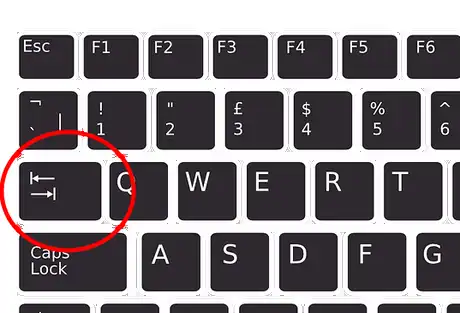 Esc F1 F2 F3 F4 F5 F6
¬ ! " £ $ % ^
` | 1 2 3 4 5 6
Q W E R T
Caps A S D F G
Lock